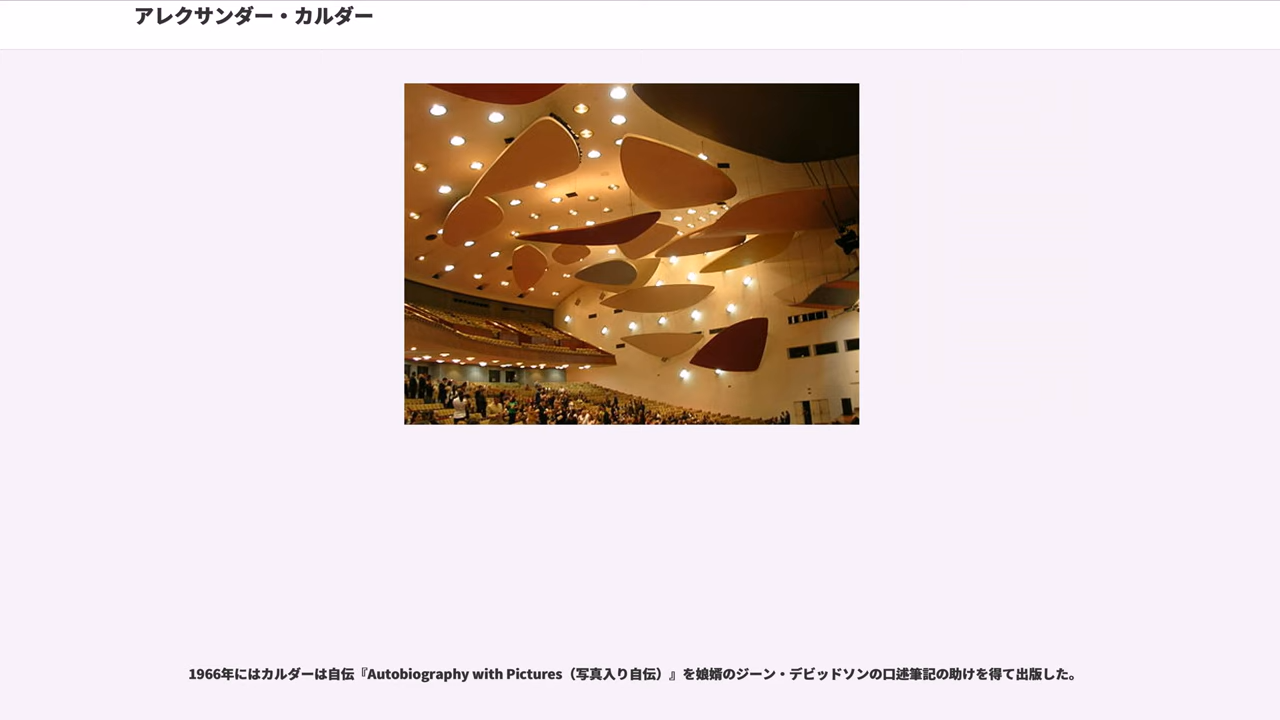 アレクサンダー・カルダー
1966年にはカルダーは自伝『Autobiography with Pictures（写真入り自伝）』を娘婿のジーン・デビッドソンの口述筆記の助けを得て出版した。